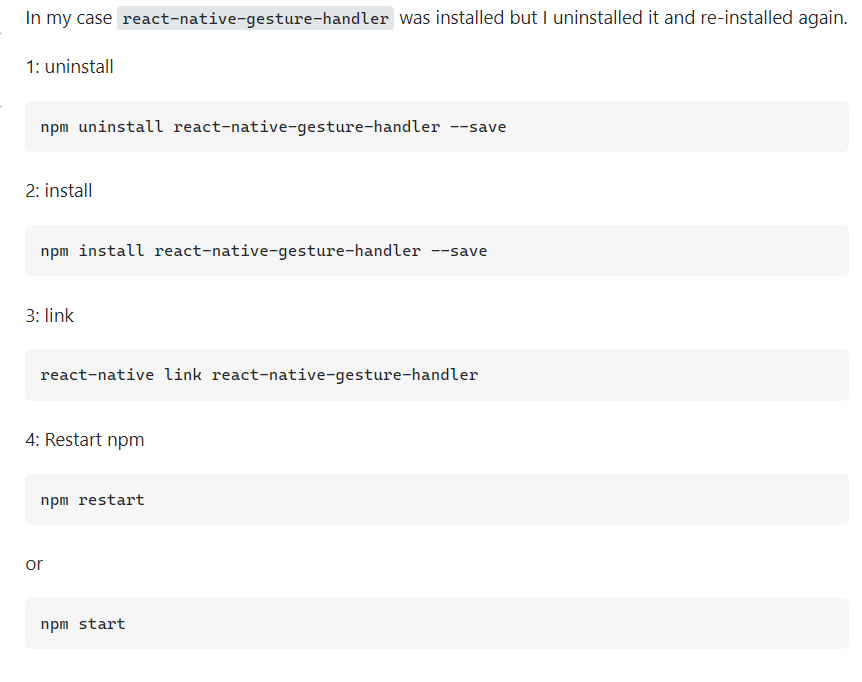 In my case react-native-gesture-handler was installed but I uninstalled it and re-installed again.
1: uninstall
npm uninstall react-native-gesture-handler --save
2: install
npm install react-native-gesture-handler --save
3: link
react-native link react-native-gesture-handler
4: Restart npm
npm restart
or
npm start